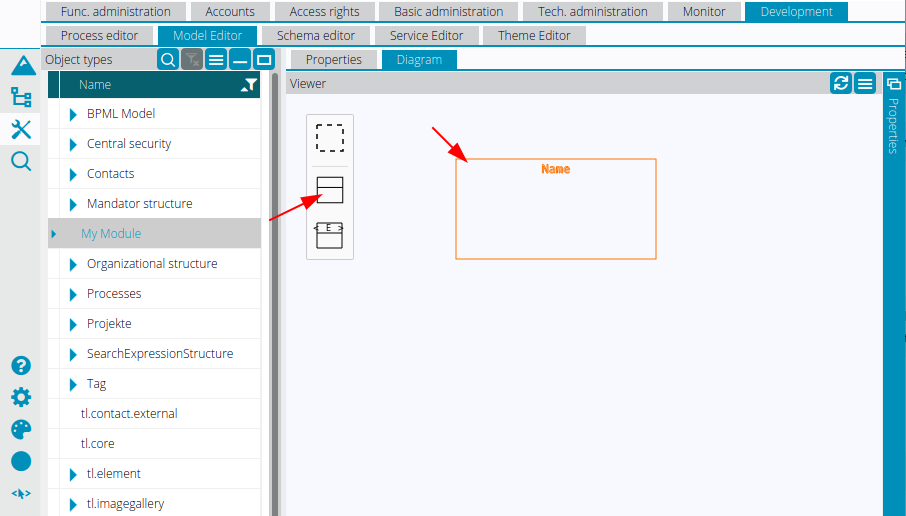 Func. administration Accounts Access rights Basic administration Tech. administration Monitor Development
Process editor Model Editor Schema editor Service Editor Theme Editor
Object types
Properties Diagram
Name
Viewer
Properties
BPML Model
Central security
Contacts
Mandator structure
My Module
Organizational structure
Processes
Projekte
SearchExpressionStructure
Tag
tl.contact.external
tl.core
tl.element
tl.imagegallery
< E >
Name
?